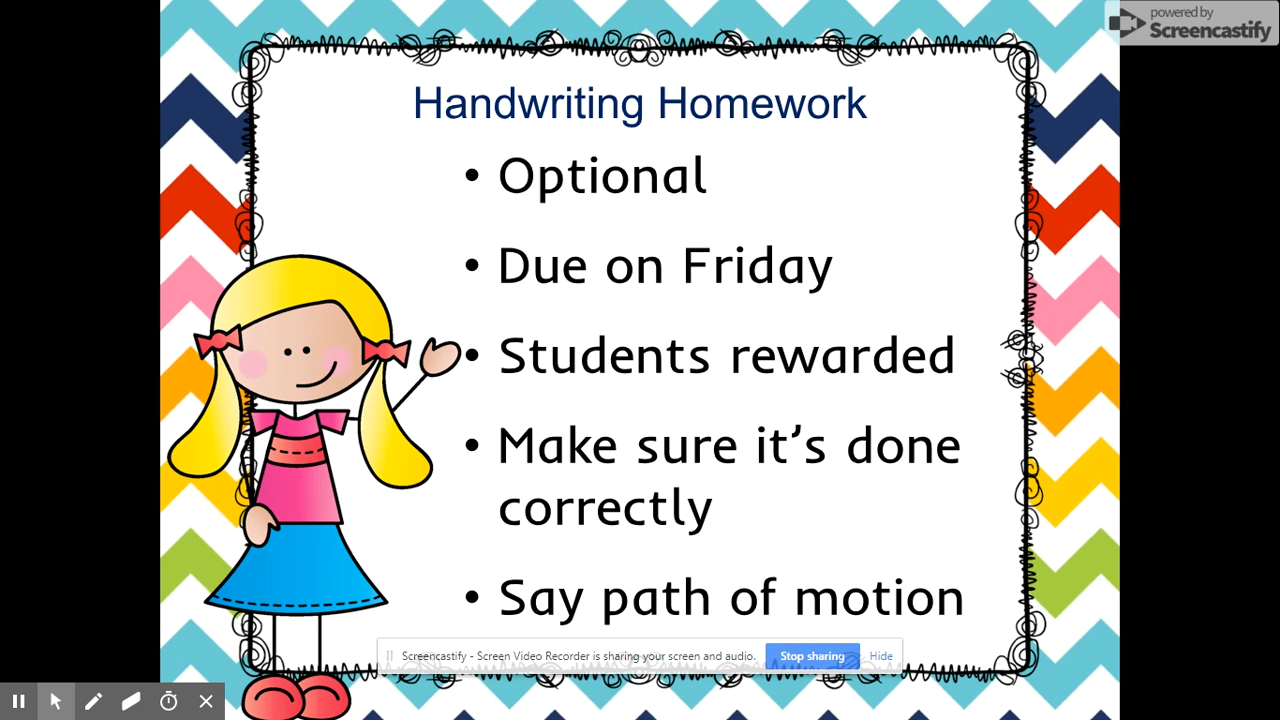 powered by
Screencastify
Handwriting Homework
• Optional
• Due on Friday
• Students rewarded
• Make sure it's done
correctly
• Say path of motion
Screencastify - Screen Video Recorder is sharing your screen and audio. Stop sharing Hide